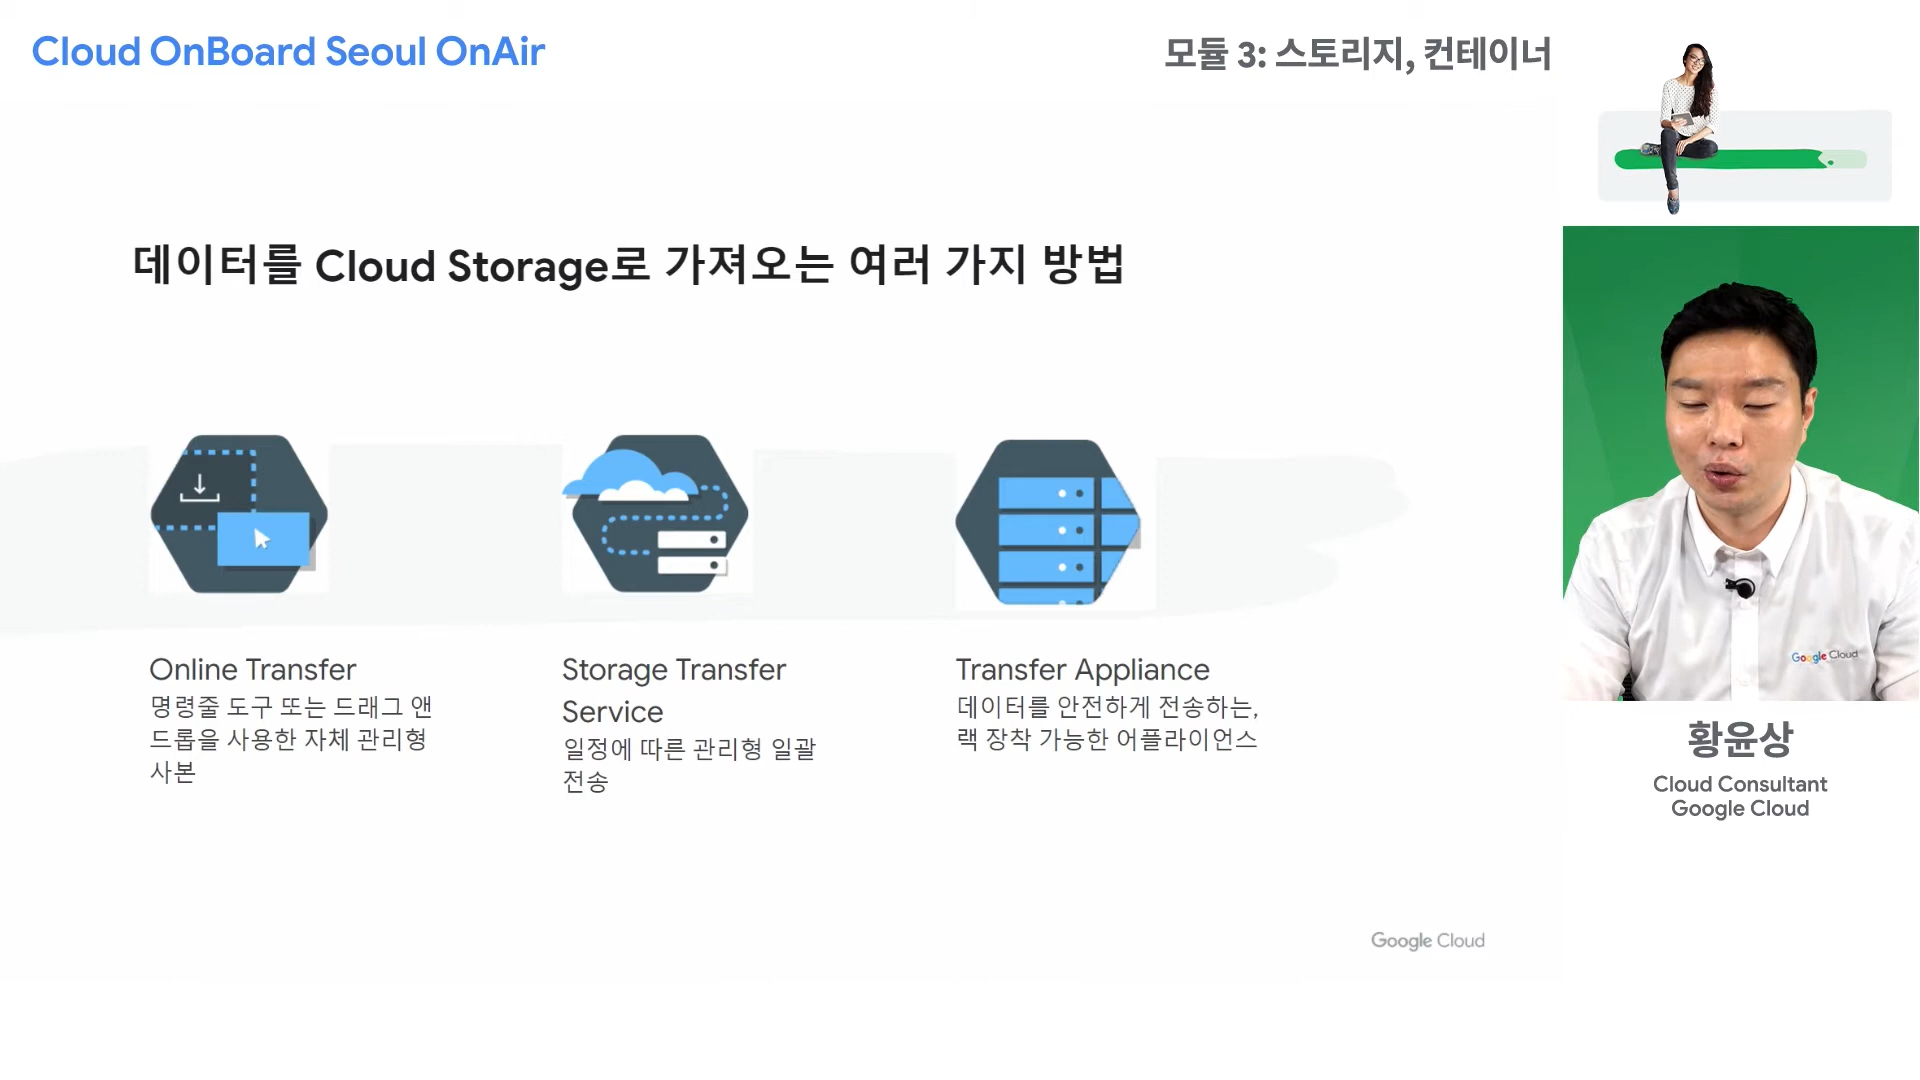 Cloud OnBoard Seoul OnAir
모듈 3: 스토리지, 컨테이너
데이터를 Cloud Storage로 가져오는 여러 가지 방법
Online Transfer
명령줄 도구 또는 드래그 앤
드롭을 사용한 자체 관리형
사본
Storage Transfer
Service
일정에 따른 관리형 일괄
전송
Transfer Appliance
데이터를 안전하게 전송하는,
랙 장착 가능한 어플라이언스
Google Cloud
Google Cloud
황윤상
Cloud Consultant
Google Cloud